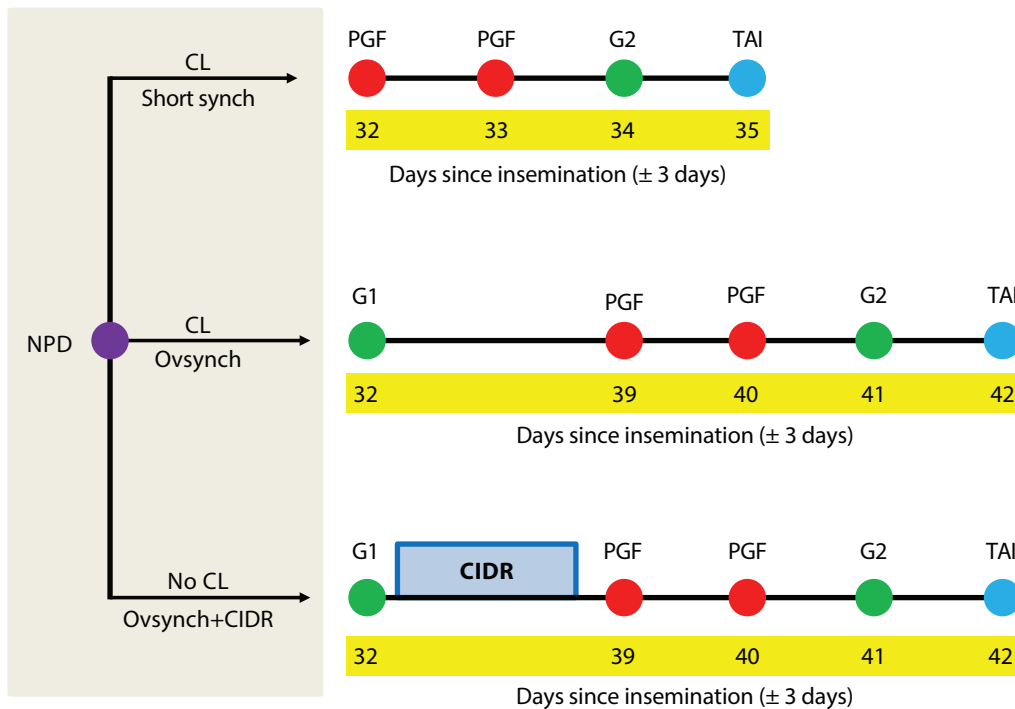 PGF PGF G2 TAI
CL
Short synch
32 33 34 35
Days since insemination (± 3 days)
G1 PGF PGF G2 TAI
NPD
CL
Ovsynch
32 39 40 41 42
Days since insemination (± 3 days)
G1 CIDR PGF PGF G2 TAI
No CL
Ovsynch+CIDR
32 39 40 41 42
Days since insemination (± 3 days)